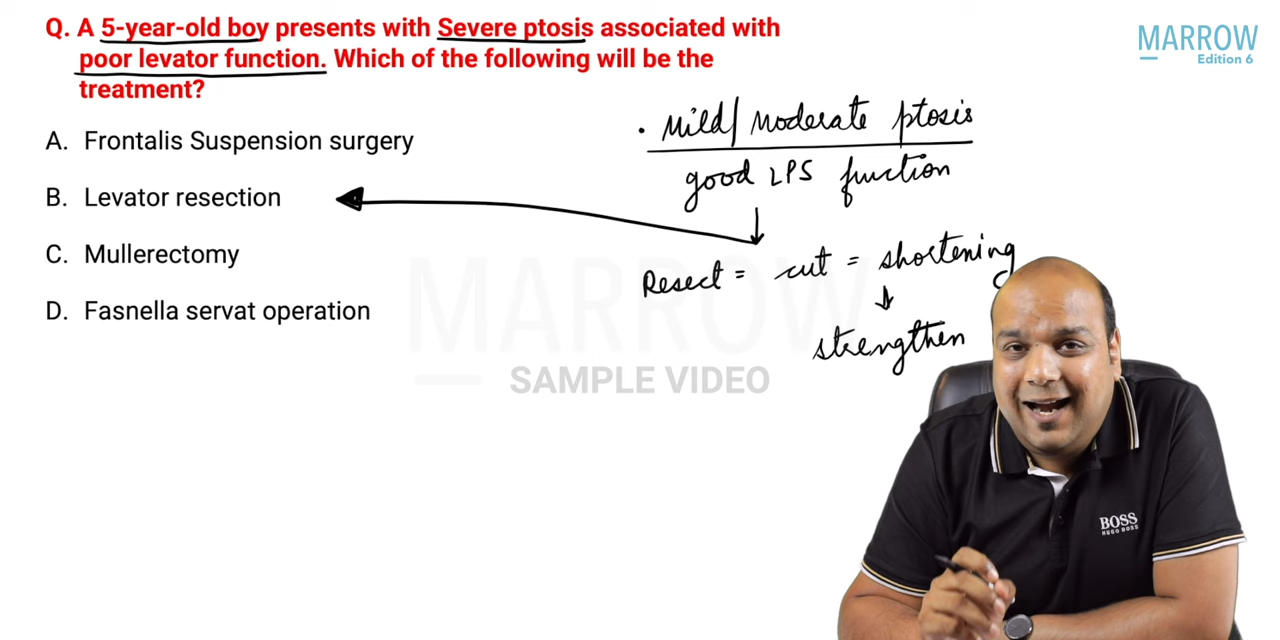 Q. A 5-year-old boy presents with Severe ptosis associated with
poor levator function. Which of the following will be the
treatment?
A. Frontalis Suspension surgery
B. Levator resection
C. Mullerectomy
D. Fasnella servat operation
MARROW
Edition 6
. Mild/ Moderate ptosis
good LPS function
Resect = cut = shortening
strengthen
MARROW
SAMPLE VIDEO
BOSS
HUGO BOSS